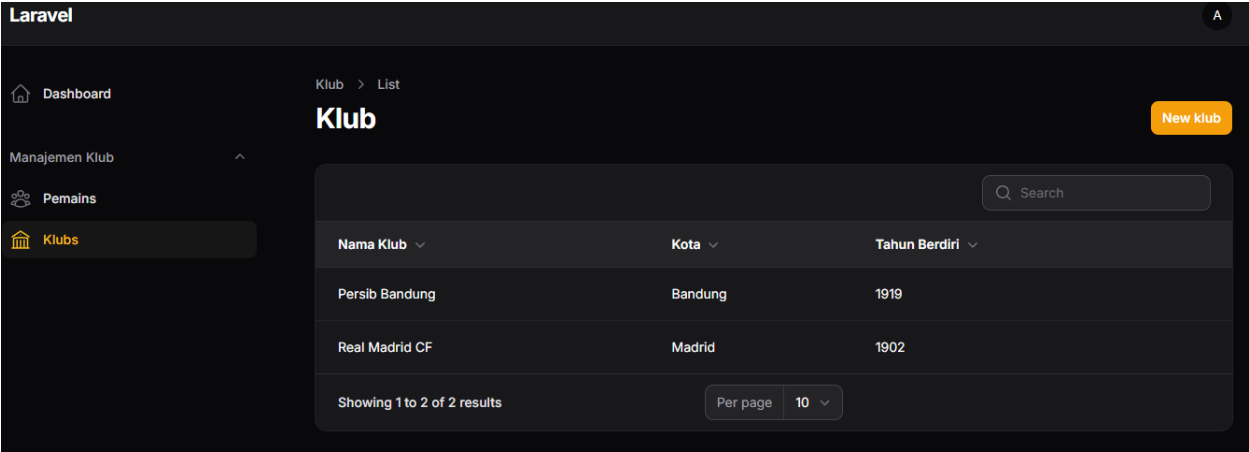 Laravel
A
Dashboard
Manajemen Klub
Pemains
Klubs
Klub > List
Klub
New klub
Search
Nama Klub Kota Tahun Berdiri
Persib Bandung Bandung 1919
Real Madrid CF Madrid 1902
Showing 1 to 2 of 2 results Per page 10